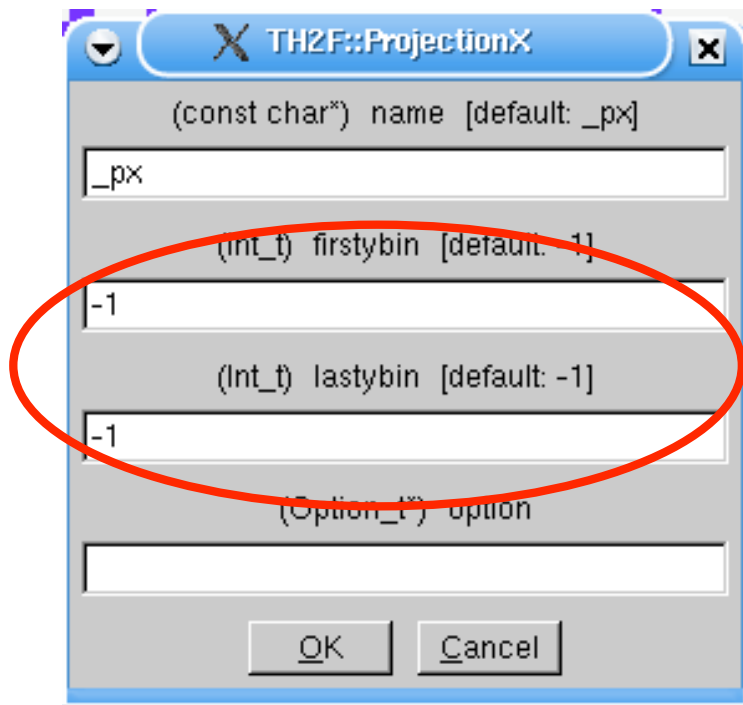 TH2F::ProjectionX
(const char*) name [default: _px]
_px
(Int_t) firstybin [default: -1]
-1
(Int_t) lastybin [default: -1]
-1
(Option_t*) option
OK Cancel